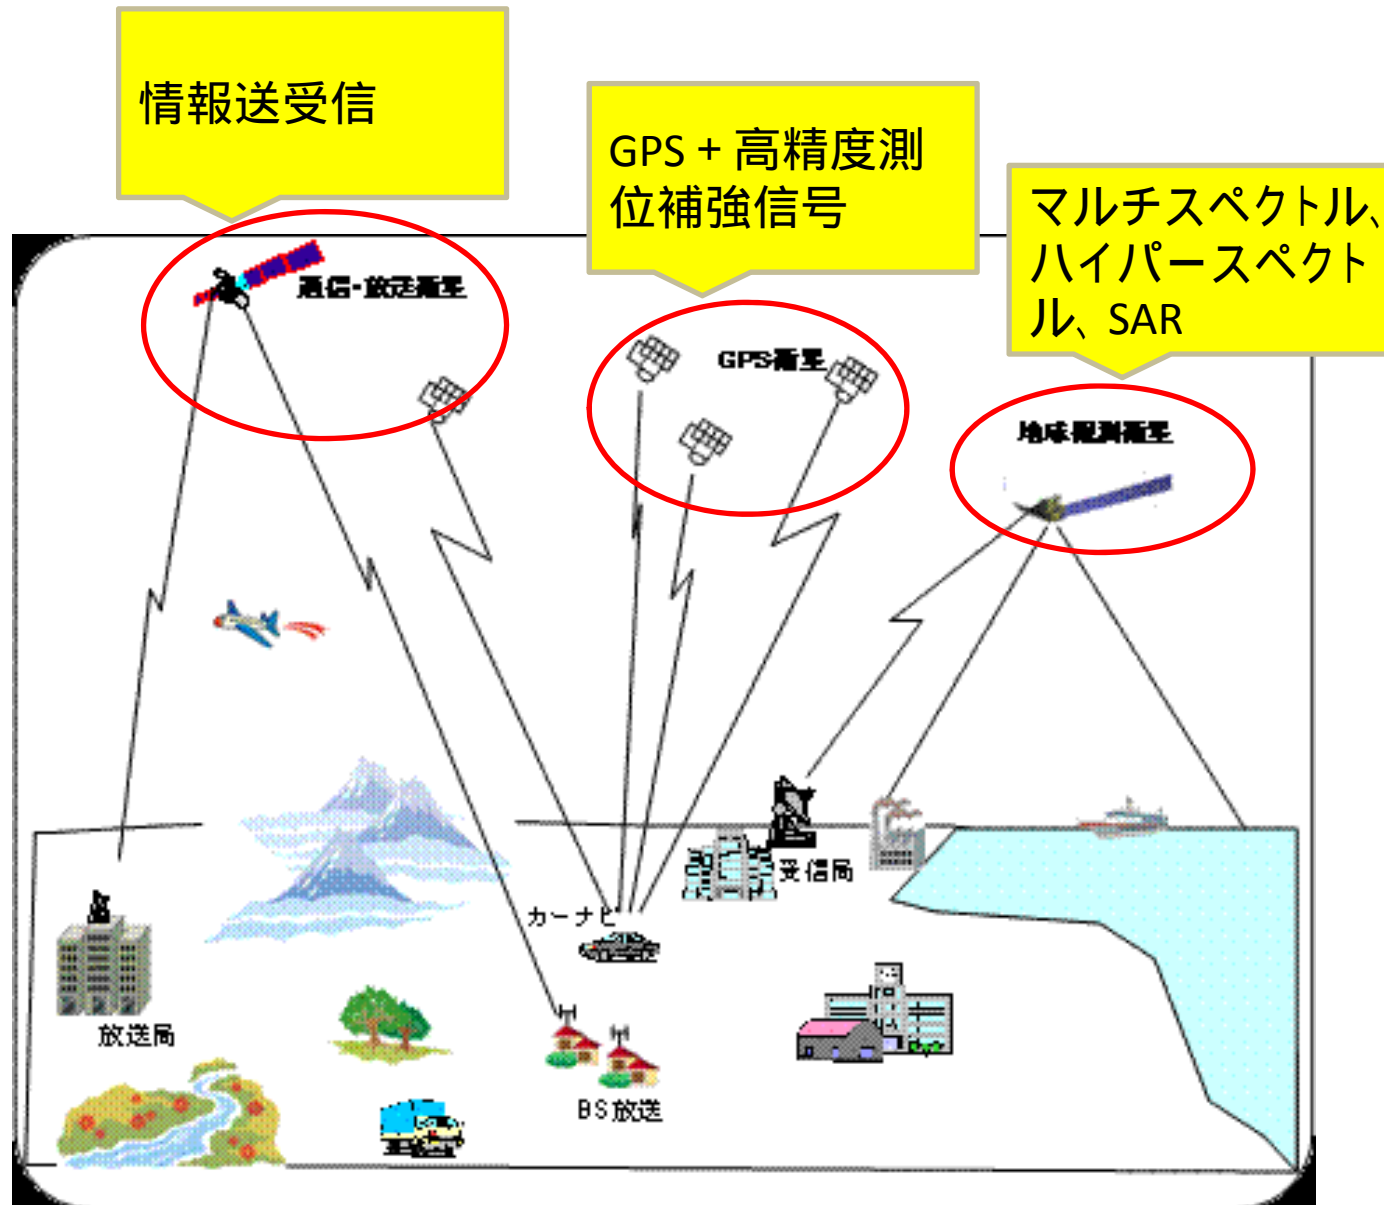 情報送受信
GPS + 高精度測
位補強信号
マルチスペクトル、
ハイパースペクト
ル、SAR
通信・放送衛星
GPS衛星
地球観測衛星
受信局
カーナビ
放送局
BS放送